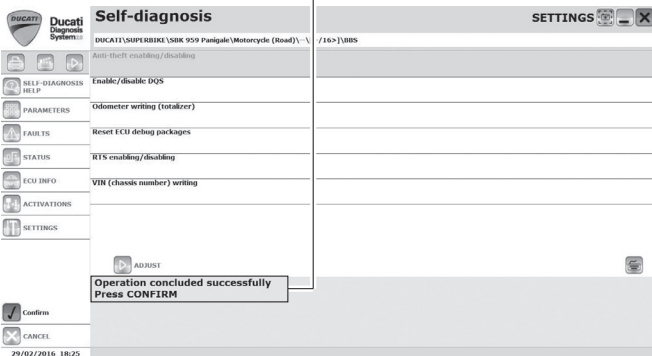 DUCATI
Ducati
Diagnosis
System 2.0
Self-diagnosis
SETTINGS
DUCATI\SUPERBIKE\SBK 959 Panigale\Motorcycle (Road)\--\ -/16>]\BBS
Anti-theft enabling/disabling
SELF-DIAGNOSIS
HELP
Enable/disable DQS
PARAMETERS
Odometer writing (totalizer)
FAULTS
Reset ECU debug packages
STATUS
RTS enabling/disabling
ECU INFO
VIN (chassis number) writing
ACTIVATIONS
SETTINGS
ADJUST
Operation concluded successfully
Press CONFIRM
Confirm
CANCEL
29/02/2016 18:25